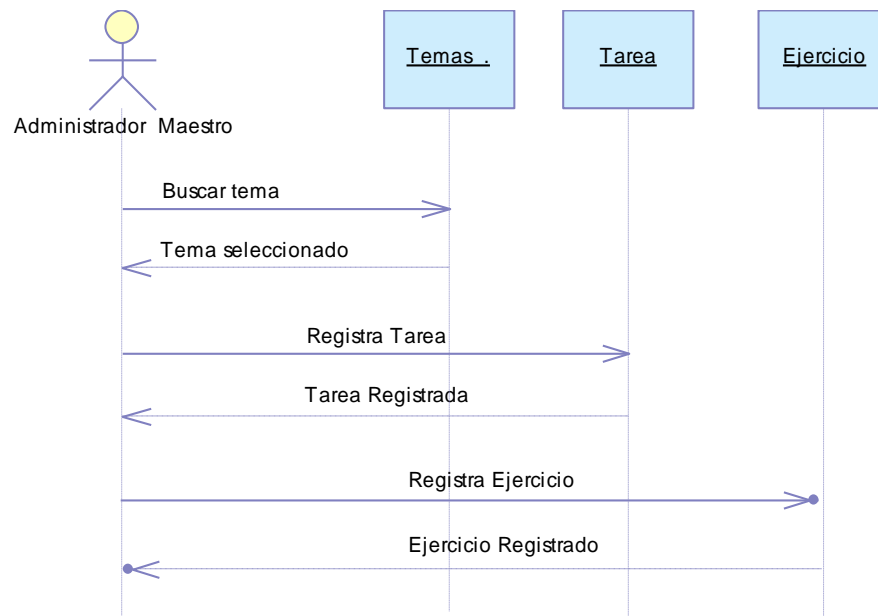 Temas .
Tarea
Ejercicio
Administrador Maestro
Buscar tema
Tema seleccionado
Registra Tarea
Tarea Registrada
Registra Ejercicio
Ejercicio Registrado